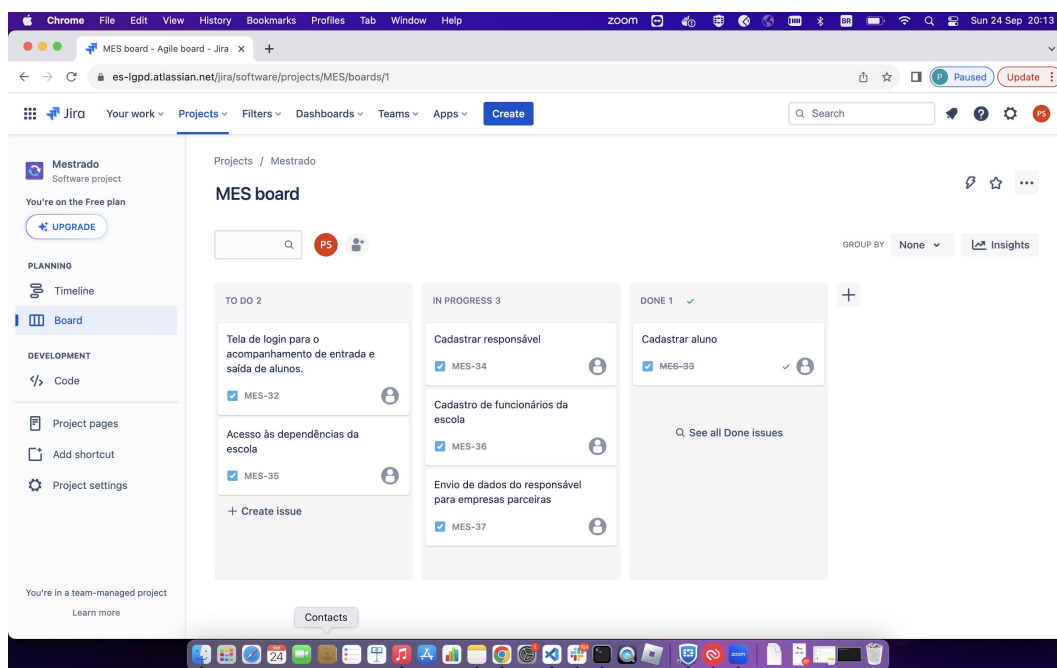 Chrome File Edit View History Bookmarks Profiles Tab Window Help zoom BR Sun 24 Sep 20:13
MES board - Agile board - Jira
es-lgpd.atlassian.net/jira/software/projects/MES/boards/1 P Paused Update
Jira Your work Projects Filters Dashboards Teams Apps Create Search PS
Mestrado
Software project
You're on the Free plan
UPGRADE
PLANNING
Timeline
Board
DEVELOPMENT
Code
Project pages
Add shortcut
Project settings
You're in a team-managed project
Learn more
Projects / Mestrado
MES board
PS GROUP BY None Insights
TO DO 2
Tela de login para o
acompanhamento de entrada e
saída de alunos.
MES-32
Acesso às dependências da
escola
MES-35
+ Create issue
IN PROGRESS 3
Cadastrar responsável
MES-34
Cadastro de funcionários da
escola
MES-36
Envio de dados do responsável
para empresas parceiras
MES-37
DONE 1
Cadastrar aluno
MES-33
See all Done issues
Contacts
24
zoom